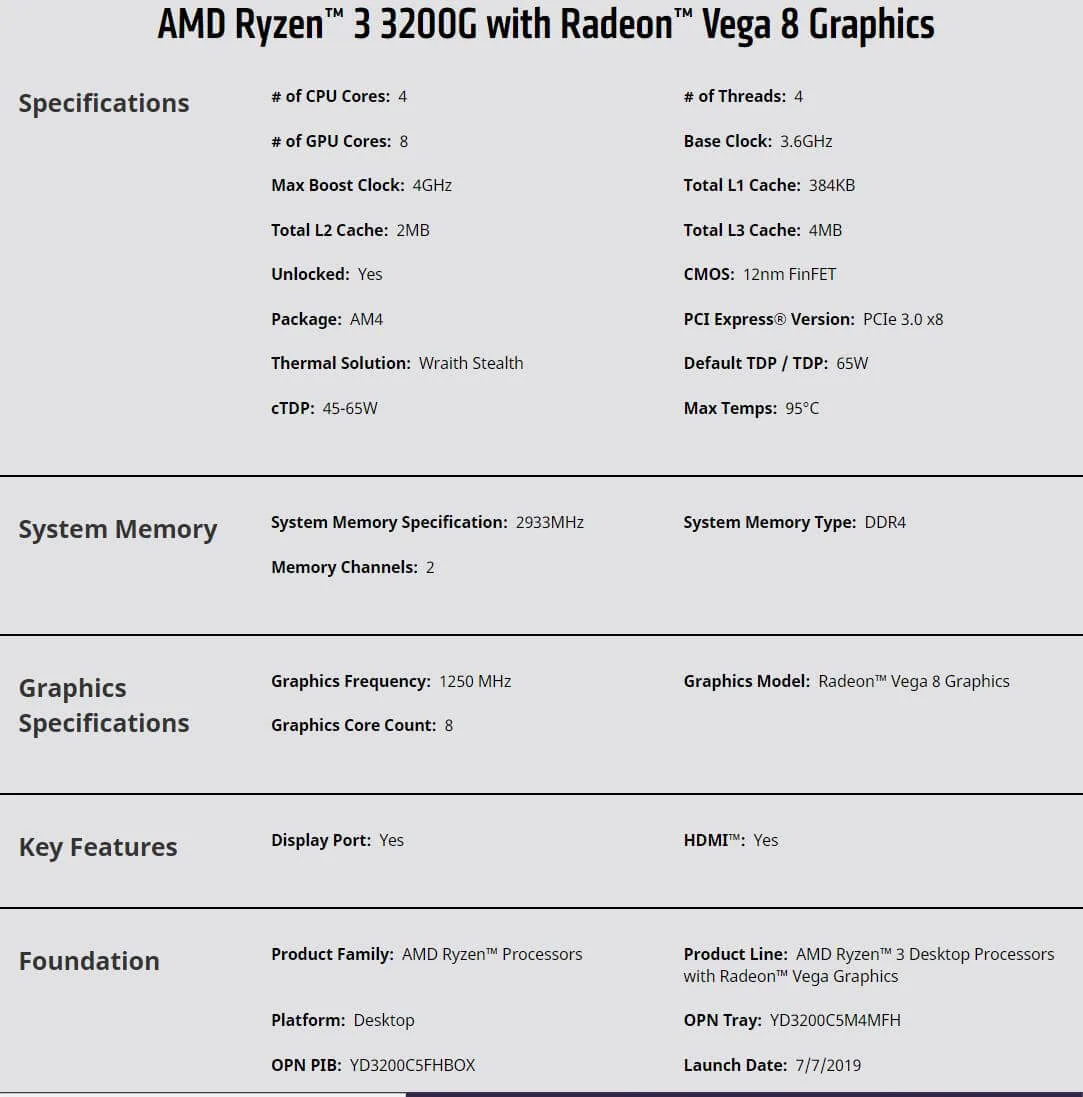 AMD Ryzen™ 3 3200G with Radeon™ Vega 8 Graphics
Specifications
# of CPU Cores: 4
# of Threads: 4
# of GPU Cores: 8
Base Clock: 3.6GHz
Max Boost Clock: 4GHz
Total L1 Cache: 384KB
Total L2 Cache: 2MB
Total L3 Cache: 4MB
Unlocked: Yes
CMOS: 12nm FinFET
Package: AM4
PCI Express® Version: PCIe 3.0 x8
Thermal Solution: Wraith Stealth
Default TDP / TDP: 65W
cTDP: 45-65W
Max Temps: 95°C
System Memory
System Memory Specification: 2933MHz
System Memory Type: DDR4
Memory Channels: 2
Graphics
Specifications
Graphics Frequency: 1250 MHz
Graphics Model: Radeon™ Vega 8 Graphics
Graphics Core Count: 8
Key Features
Display Port: Yes
HDMI™: Yes
Foundation
Product Family: AMD Ryzen™ Processors
Product Line: AMD Ryzen™ 3 Desktop Processors
with Radeon™ Vega Graphics
Platform: Desktop
OPN Tray: YD3200C5M4MFH
OPN PIB: YD3200C5FHBOX
Launch Date: 7/7/2019